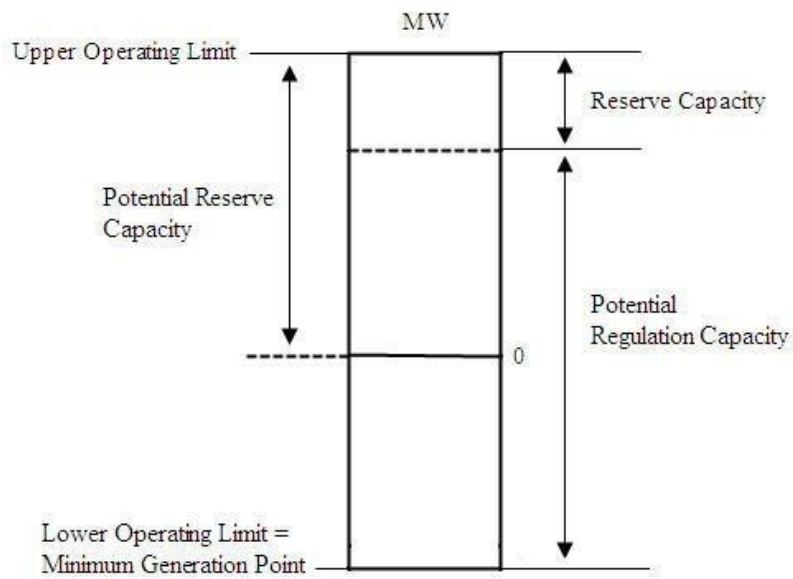 MW
Upper Operating Limit
Reserve Capacity
Potential Reserve
Capacity
Potential
Regulation Capacity
0
Lower Operating Limit =
Minimum Generation Point